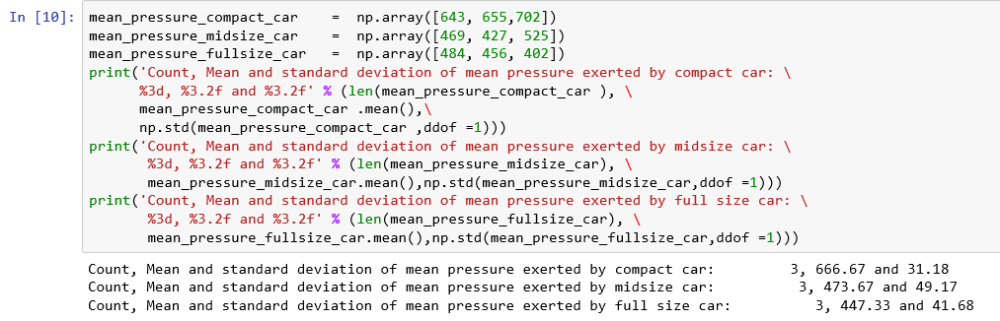 In [10]: mean_pressure_compact_car    =  np.array([643, 655,702])
mean_pressure_midsize_car    =  np.array([469, 427, 525])
mean_pressure_fullsize_car   =  np.array([484, 456, 402])
print('Count, Mean and standard deviation of mean pressure exerted by compact car: \
      %3d, %3.2f and %3.2f' % (len(mean_pressure_compact_car ), \
      mean_pressure_compact_car .mean(),\
      np.std(mean_pressure_compact_car ,ddof =1)))
print('Count, Mean and standard deviation of mean pressure exerted by midsize car: \
       %3d, %3.2f and %3.2f' % (len(mean_pressure_midsize_car), \
       mean_pressure_midsize_car.mean(),np.std(mean_pressure_midsize_car,ddof =1)))
print('Count, Mean and standard deviation of mean pressure exerted by full size car: \
       %3d, %3.2f and %3.2f' % (len(mean_pressure_fullsize_car), \
       mean_pressure_fullsize_car.mean(),np.std(mean_pressure_fullsize_car,ddof =1)))
Count, Mean and standard deviation of mean pressure exerted by compact car:         3, 666.67 and 31.18
Count, Mean and standard deviation of mean pressure exerted by midsize car:          3, 473.67 and 49.17
Count, Mean and standard deviation of mean pressure exerted by full size car:          3, 447.33 and 41.68